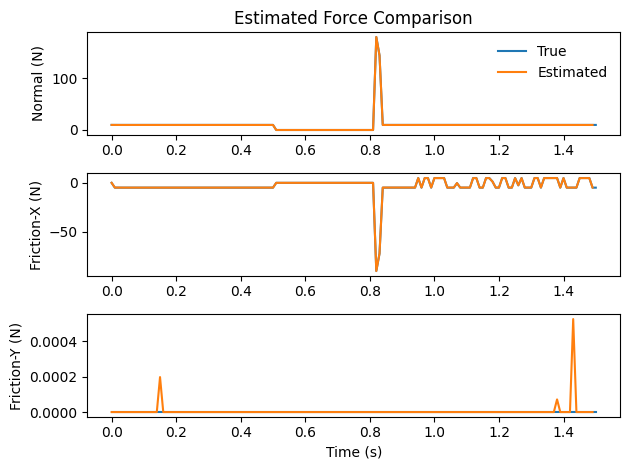 Estimated Force Comparison
Normal (N)
100
0
True
Estimated
0.0 0.2 0.4 0.6 0.8 1.0 1.2 1.4
Friction-X (N)
0
−50
0.0 0.2 0.4 0.6 0.8 1.0 1.2 1.4
Friction-Y (N)
0.0004
0.0002
0.0000
0.0 0.2 0.4 0.6 0.8 1.0 1.2 1.4
Time (s)